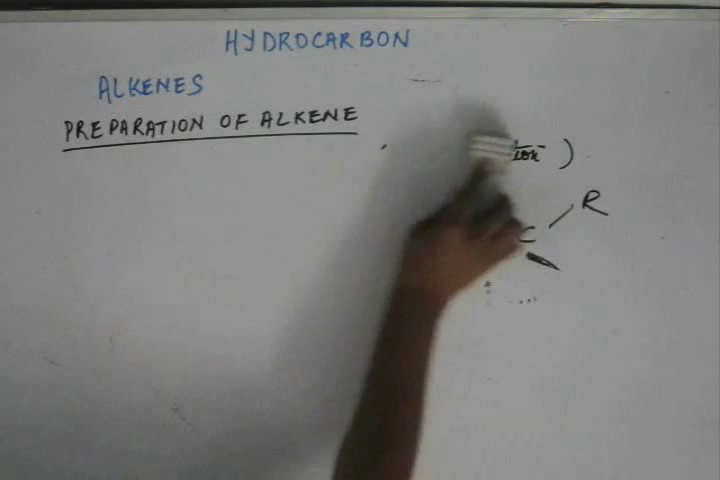 HYDROCARBON
ALKENES
PREPARATION OF ALKENE
)
C R